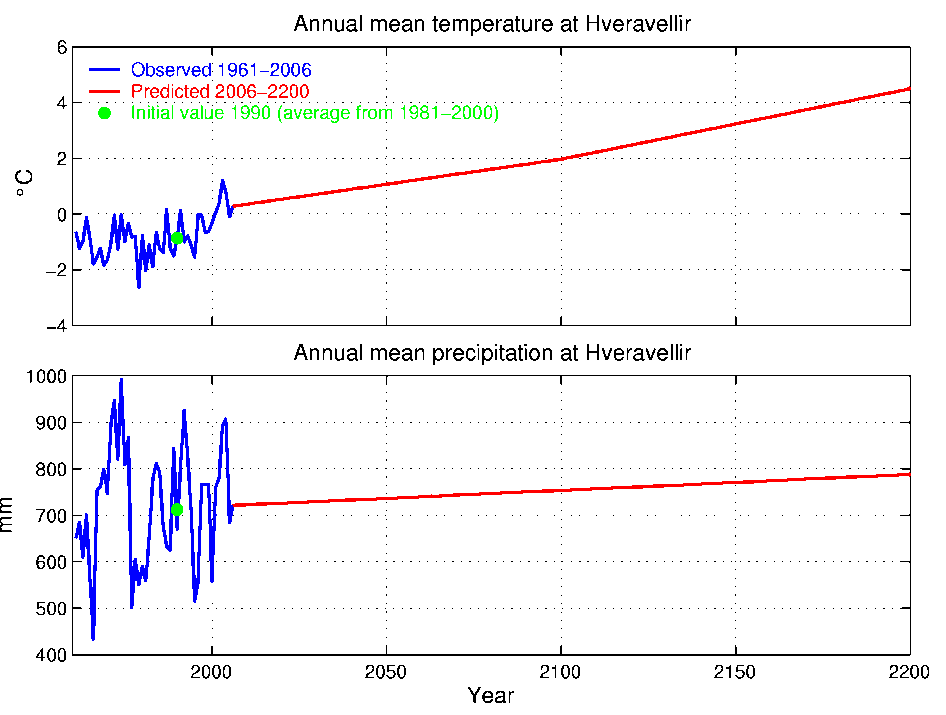 Annual mean temperature at Hveravellir
6
4
2
0
−2
−4
°C
Observed 1961−2006
Predicted 2006−2200
Initial value 1990 (average from 1981−2000)
Annual mean precipitation at Hveravellir
1000
900
800
700
600
500
400
mm
2000 2050 2100 2150 2200
Year